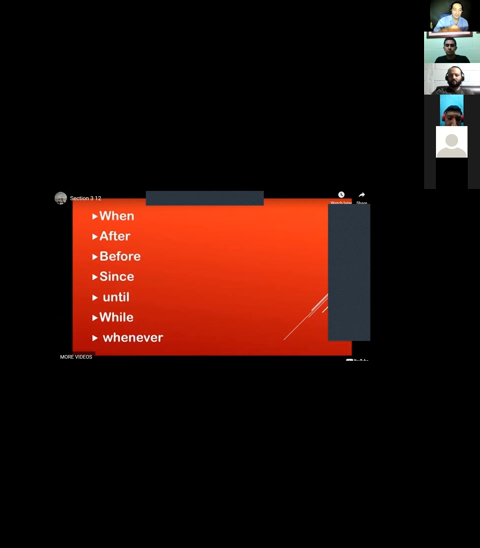 Section 3 12
When
After
Before
Since
until
While
whenever
MORE VIDEOS